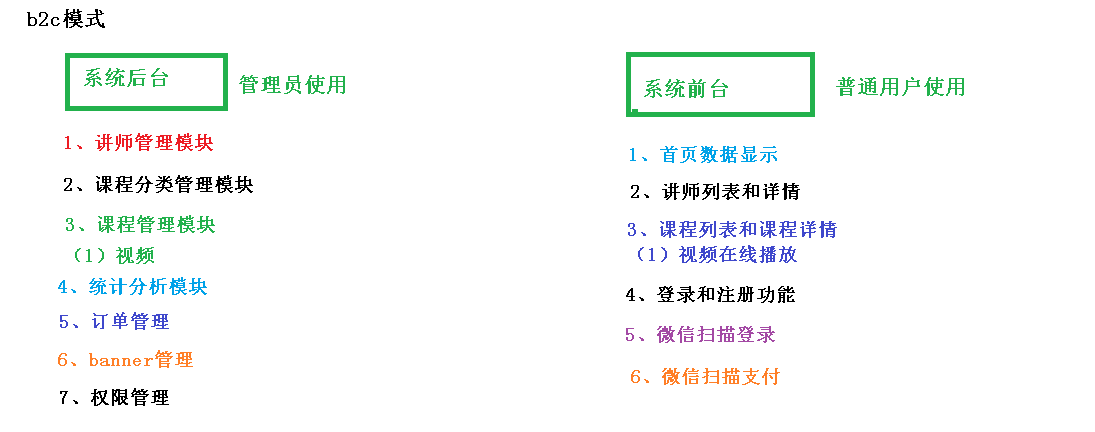 b2c模式
系统后台
管理员使用
1、讲师管理模块
2、课程分类管理模块
3、课程管理模块
（1）视频
4、统计分析模块
5、订单管理
6、banner管理
7、权限管理
系统前台
普通用户使用
1、首页数据显示
2、讲师列表和详情
3、课程列表和课程详情
（1）视频在线播放
4、登录和注册功能
5、微信扫描登录
6、微信扫描支付